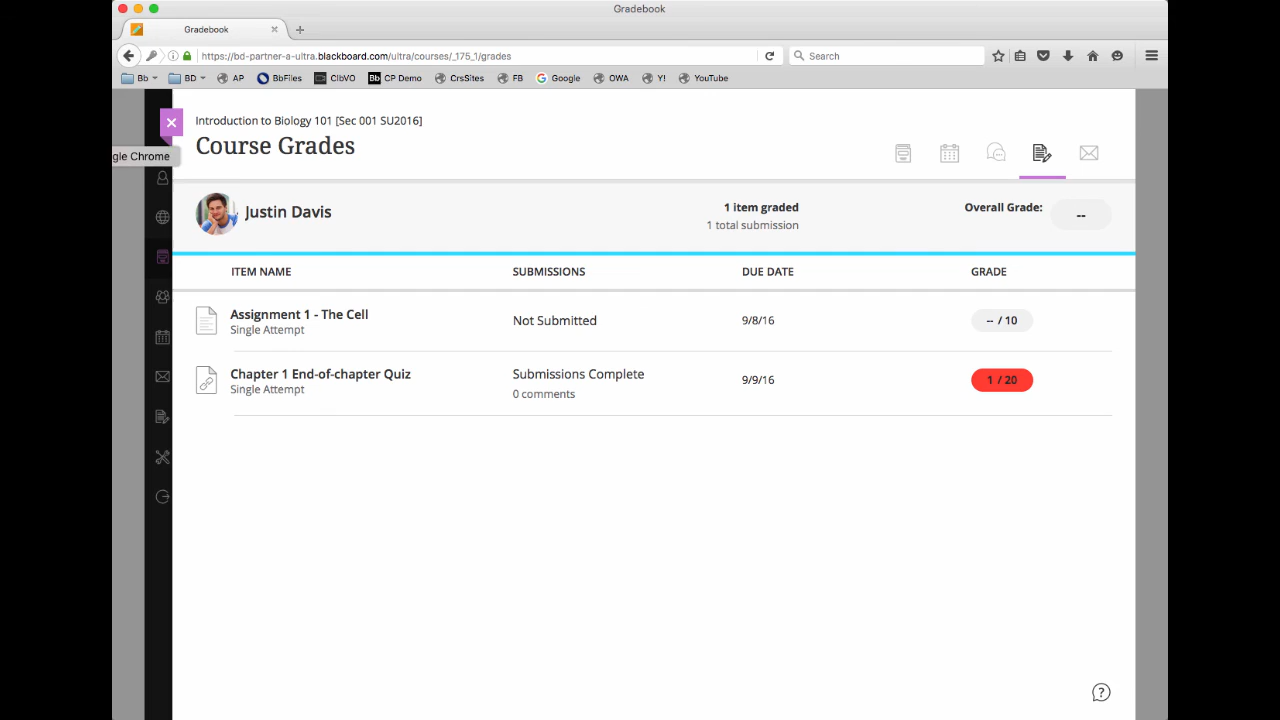 Gradebook
Gradebook
https://bd-partner-a-ultra.blackboard.com/ultra/courses/_175_1/grades
Search
Bb
BD
AP
BbFiles
ClbVO
Bb CP Demo
CrsSites
FB
G Google
OWA
Y!
YouTube
Introduction to Biology 101 [Sec 001 SU2016]
Course Grades
gle Chrome
Justin Davis
1 item graded
1 total submission
Overall Grade:
--
ITEM NAME
SUBMISSIONS
DUE DATE
GRADE
Assignment 1 - The Cell
Single Attempt
Not Submitted
9/8/16
-- / 10
Chapter 1 End-of-chapter Quiz
Single Attempt
Submissions Complete
0 comments
9/9/16
1 / 20